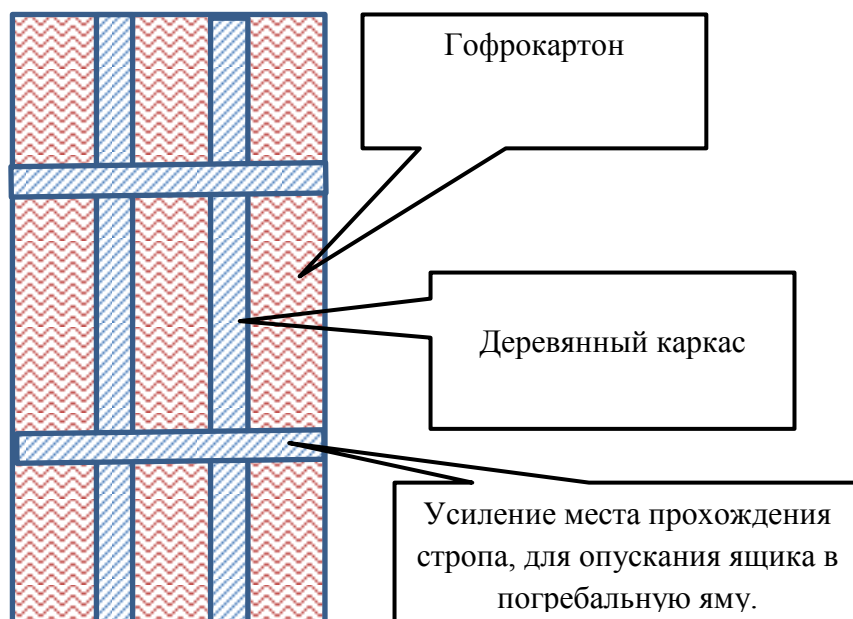 Гофрокартон
Деревянный каркас
Усиление места прохождения
стропа, для опускания ящика в
погребальную яму.